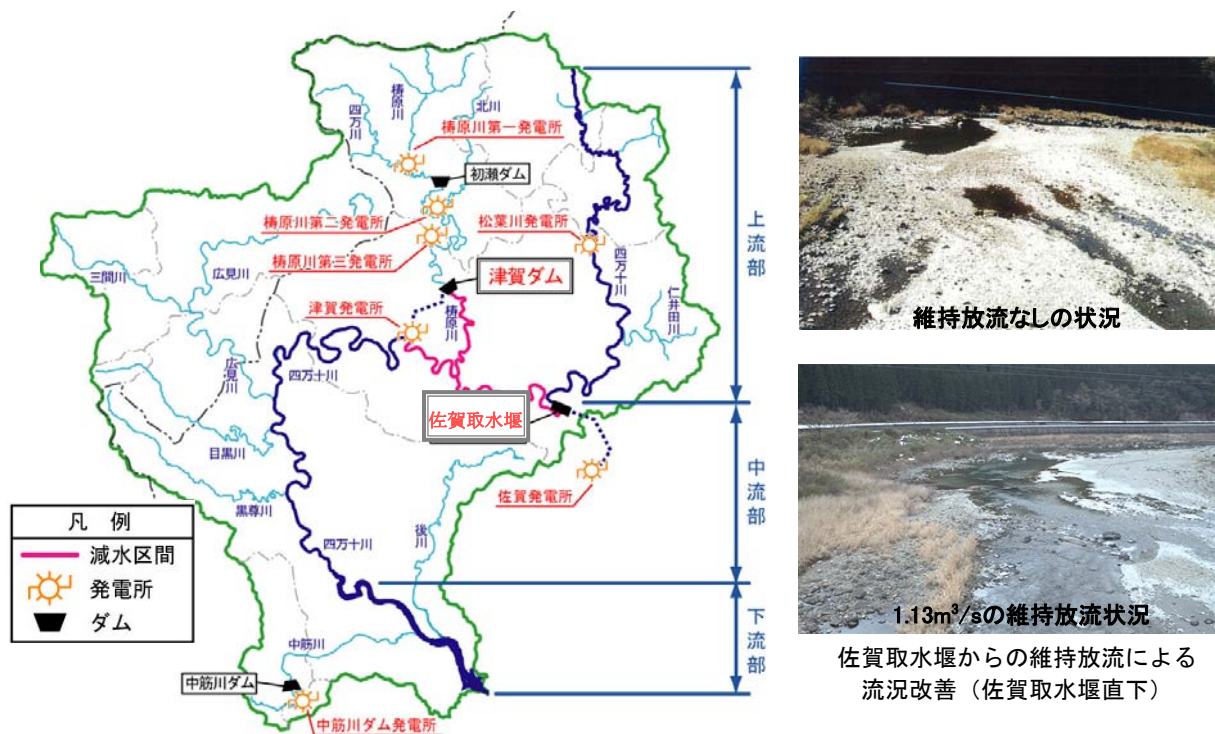 四万川
梼原川
北川
梼原川第一発電所
初瀬ダム
梼原川第二発電所
松葉川発電所
梼原川第三発電所
津賀ダム
三間川
広見川
四万十川
仁井田川
津賀発電所
梼原川
広見川
四万十川
佐賀取水堰
目黒川
佐賀発電所
黒尊川
四万十川
後川
中筋川
中筋川ダム
中筋川ダム発電所
上流部
中流部
下流部
凡 例
減水区間
発電所
ダム
維持放流なしの状況
1.13m³/sの維持放流状況
佐賀取水堰からの維持放流による
流況改善（佐賀取水堰直下）